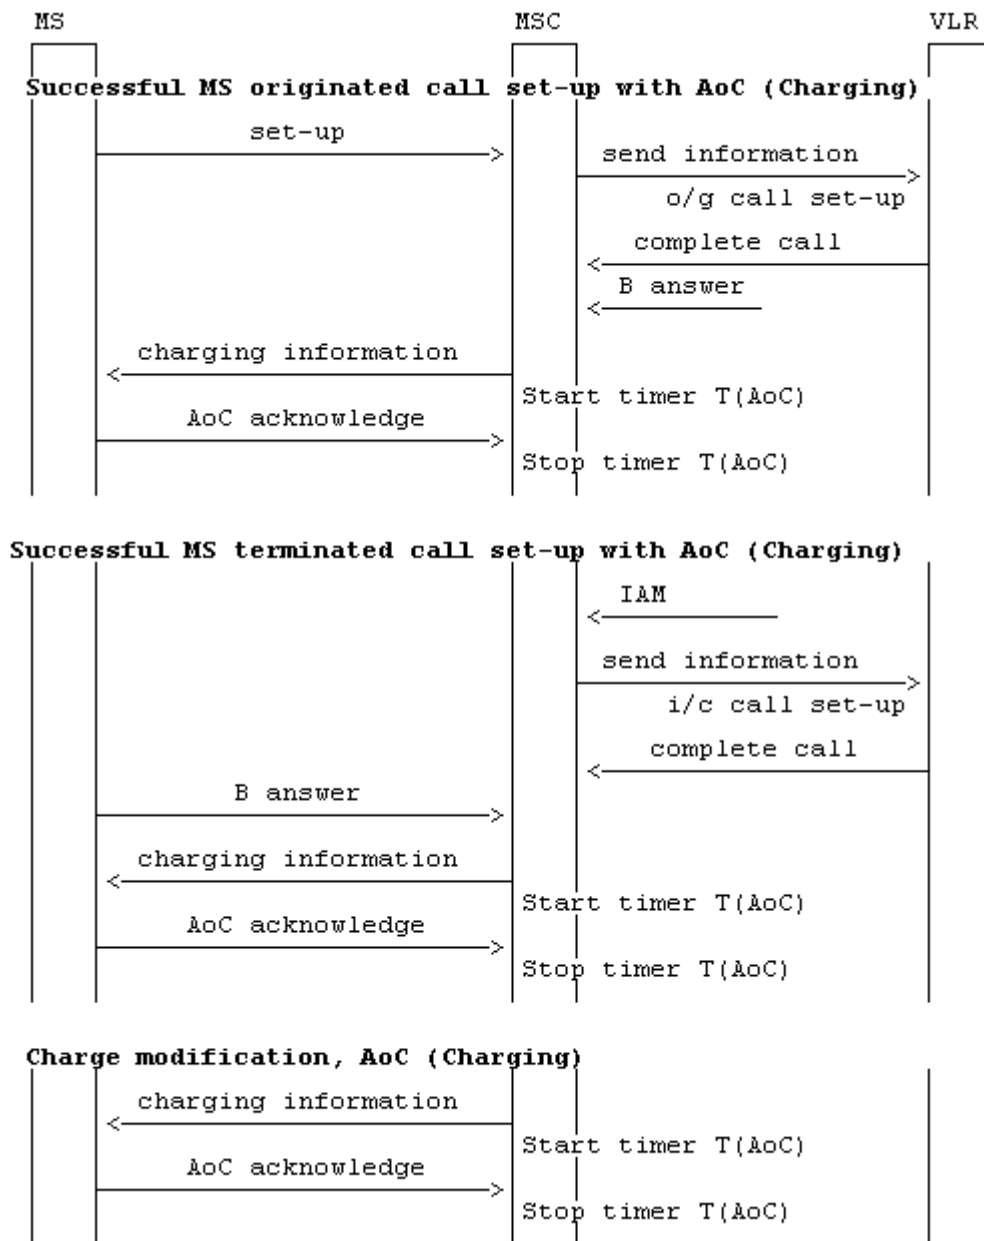 MS MSC VLR
Successful MS originated call set-up with AoC (Charging)
set-up
send information
o/g call set-up
complete call
B answer
charging information
Start timer T(AoC)
AoC acknowledge
Stop timer T(AoC)
Successful MS terminated call set-up with AoC (Charging)
IAM
send information
i/c call set-up
complete call
B answer
charging information
Start timer T(AoC)
AoC acknowledge
Stop timer T(AoC)
Charge modification, AoC (Charging)
charging information
Start timer T(AoC)
AoC acknowledge
Stop timer T(AoC)